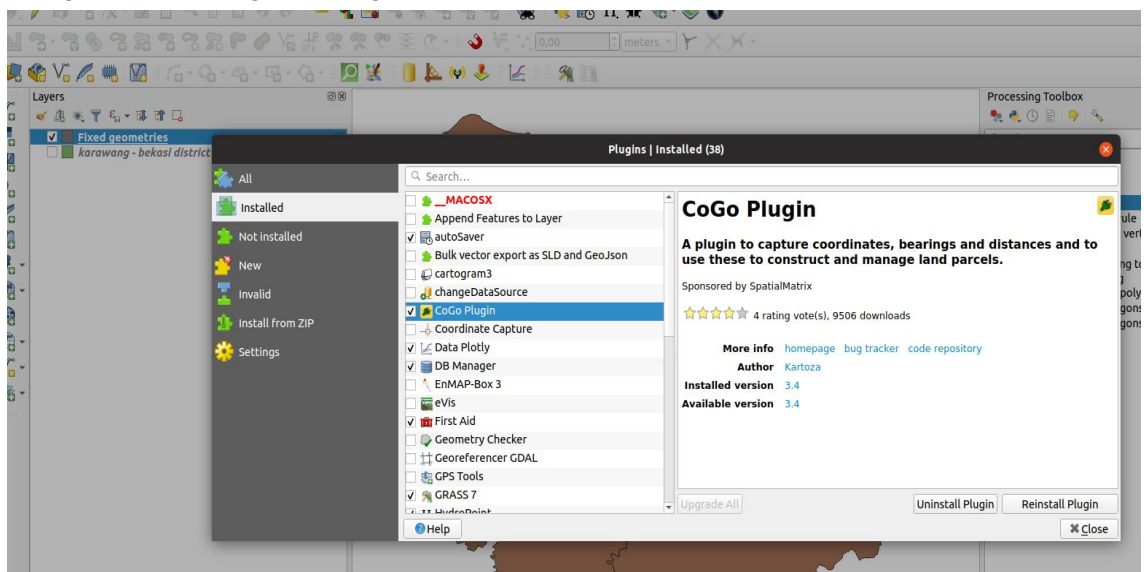 0,00
meters
Layers
Processing Toolbox
Fixed geometries
karawang - bekasi district
Plugins | Installed (38)
All
Installed
Not installed
New
Invalid
Install from ZIP
Settings
Search...
__MACOSX
Append Features to Layer
autoSaver
Bulk vector export as SLD and GeoJson
cartogram3
changeDataSource
CoGo Plugin
Coordinate Capture
Data Plotly
DB Manager
EnMAP-Box 3
eVis
First Aid
Geometry Checker
Georeferencer GDAL
GPS Tools
GRASS 7
HydroPoint
Help
CoGo Plugin
A plugin to capture coordinates, bearings and distances and to
use these to construct and manage land parcels.
Sponsored by SpatialMatrix
4 rating vote(s), 9506 downloads
More info homepage bug tracker code repository
Author Kartoza
Installed version 3.4
Available version 3.4
Upgrade All
Uninstall Plugin
Reinstall Plugin
Close